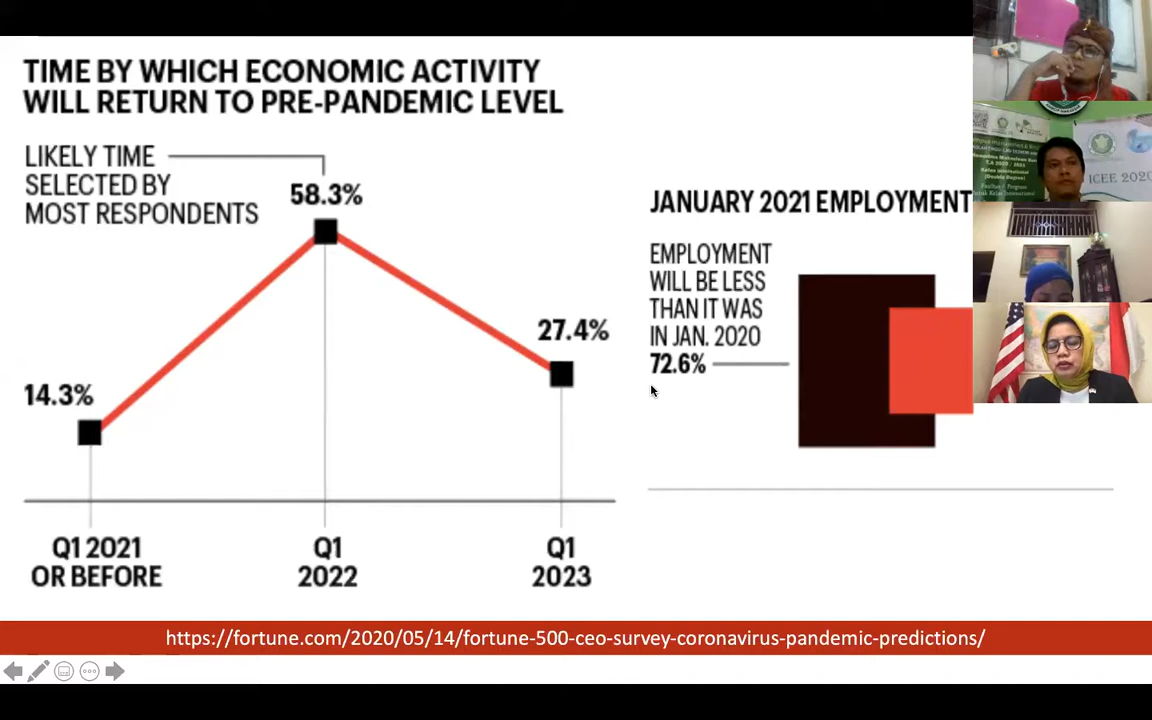 TIME BY WHICH ECONOMIC ACTIVITY
WILL RETURN TO PRE-PANDEMIC LEVEL
LIKELY TIME
SELECTED BY
MOST RESPONDENTS
58.3%
14.3%
27.4%
Q1 2021
OR BEFORE
Q1
2022
Q1
2023
JANUARY 2021 EMPLOYMENT
EMPLOYMENT
WILL BE LESS
THAN IT WAS
IN JAN. 2020
72.6%
https://fortune.com/2020/05/14/fortune-500-ceo-survey-coronavirus-pandemic-predictions/
ICEE 2020